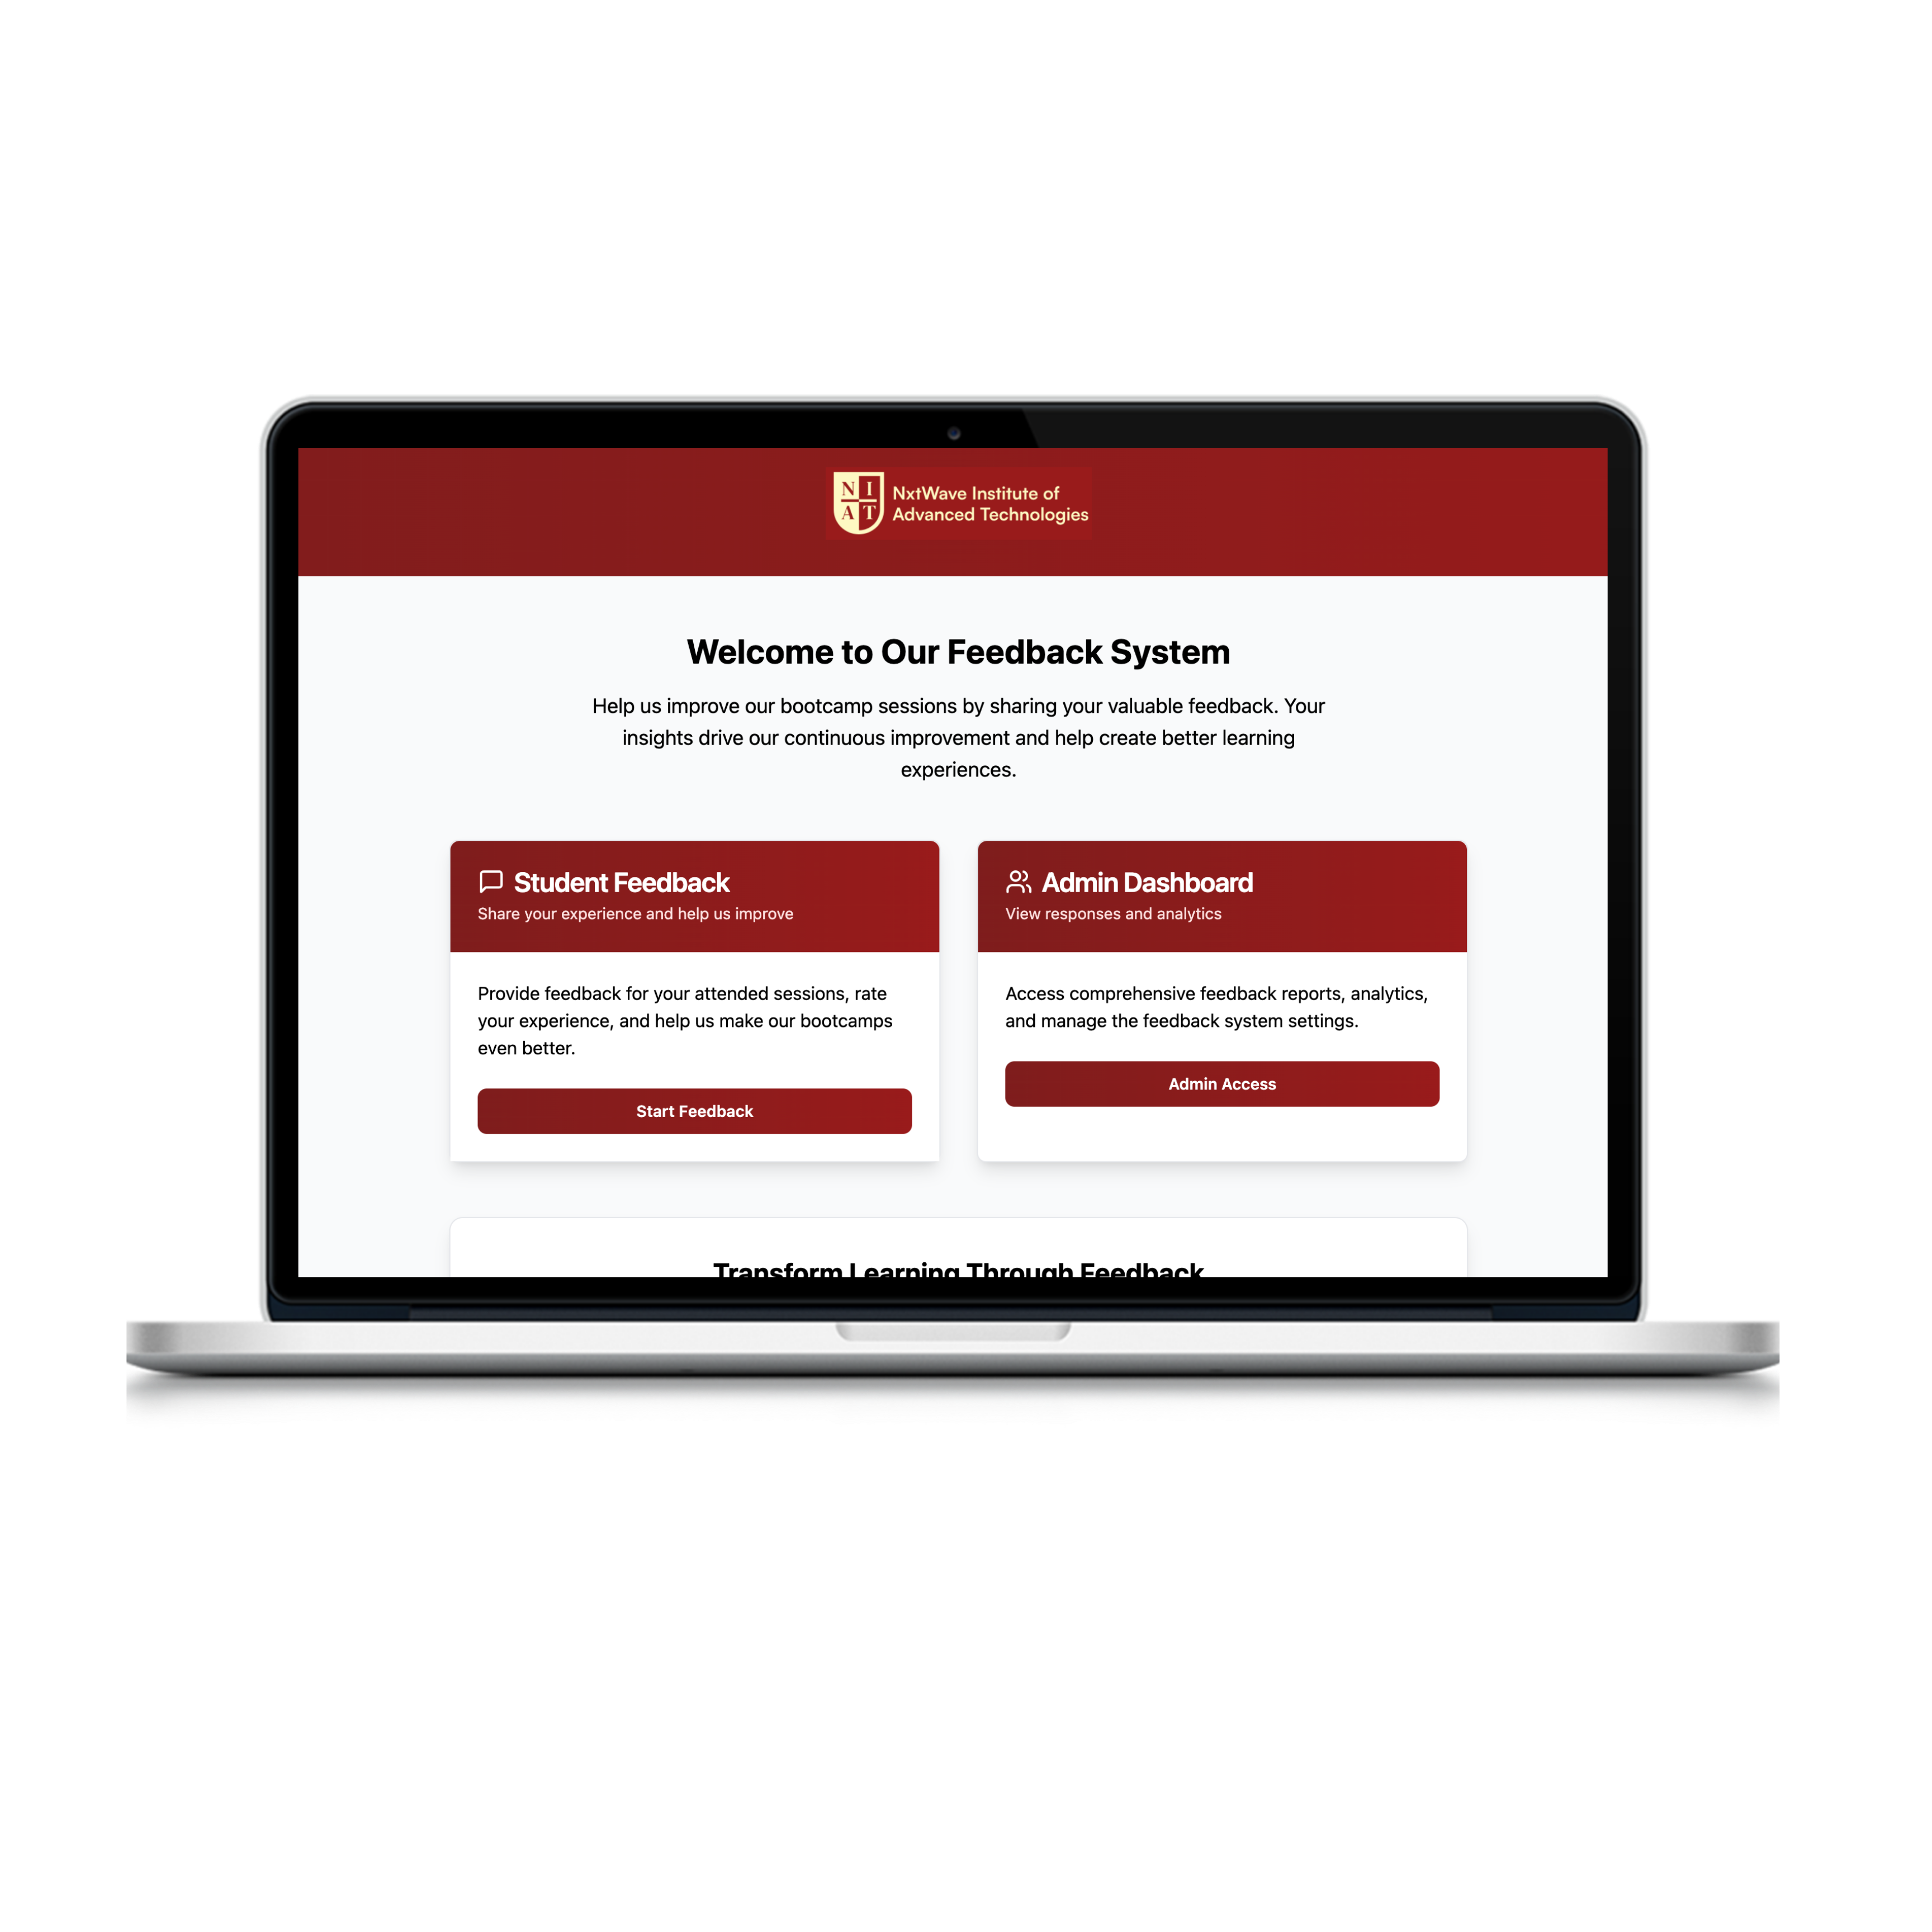 N I
A T
NxtWave Institute of
Advanced Technologies
Welcome to Our Feedback System
Help us improve our bootcamp sessions by sharing your valuable feedback. Your
insights drive our continuous improvement and help create better learning
experiences.
Student Feedback
Share your experience and help us improve
Provide feedback for your attended sessions, rate
your experience, and help us make our bootcamps
even better.
Start Feedback
Admin Dashboard
View responses and analytics
Access comprehensive feedback reports, analytics,
and manage the feedback system settings.
Admin Access
Transform Learning Through Feedback